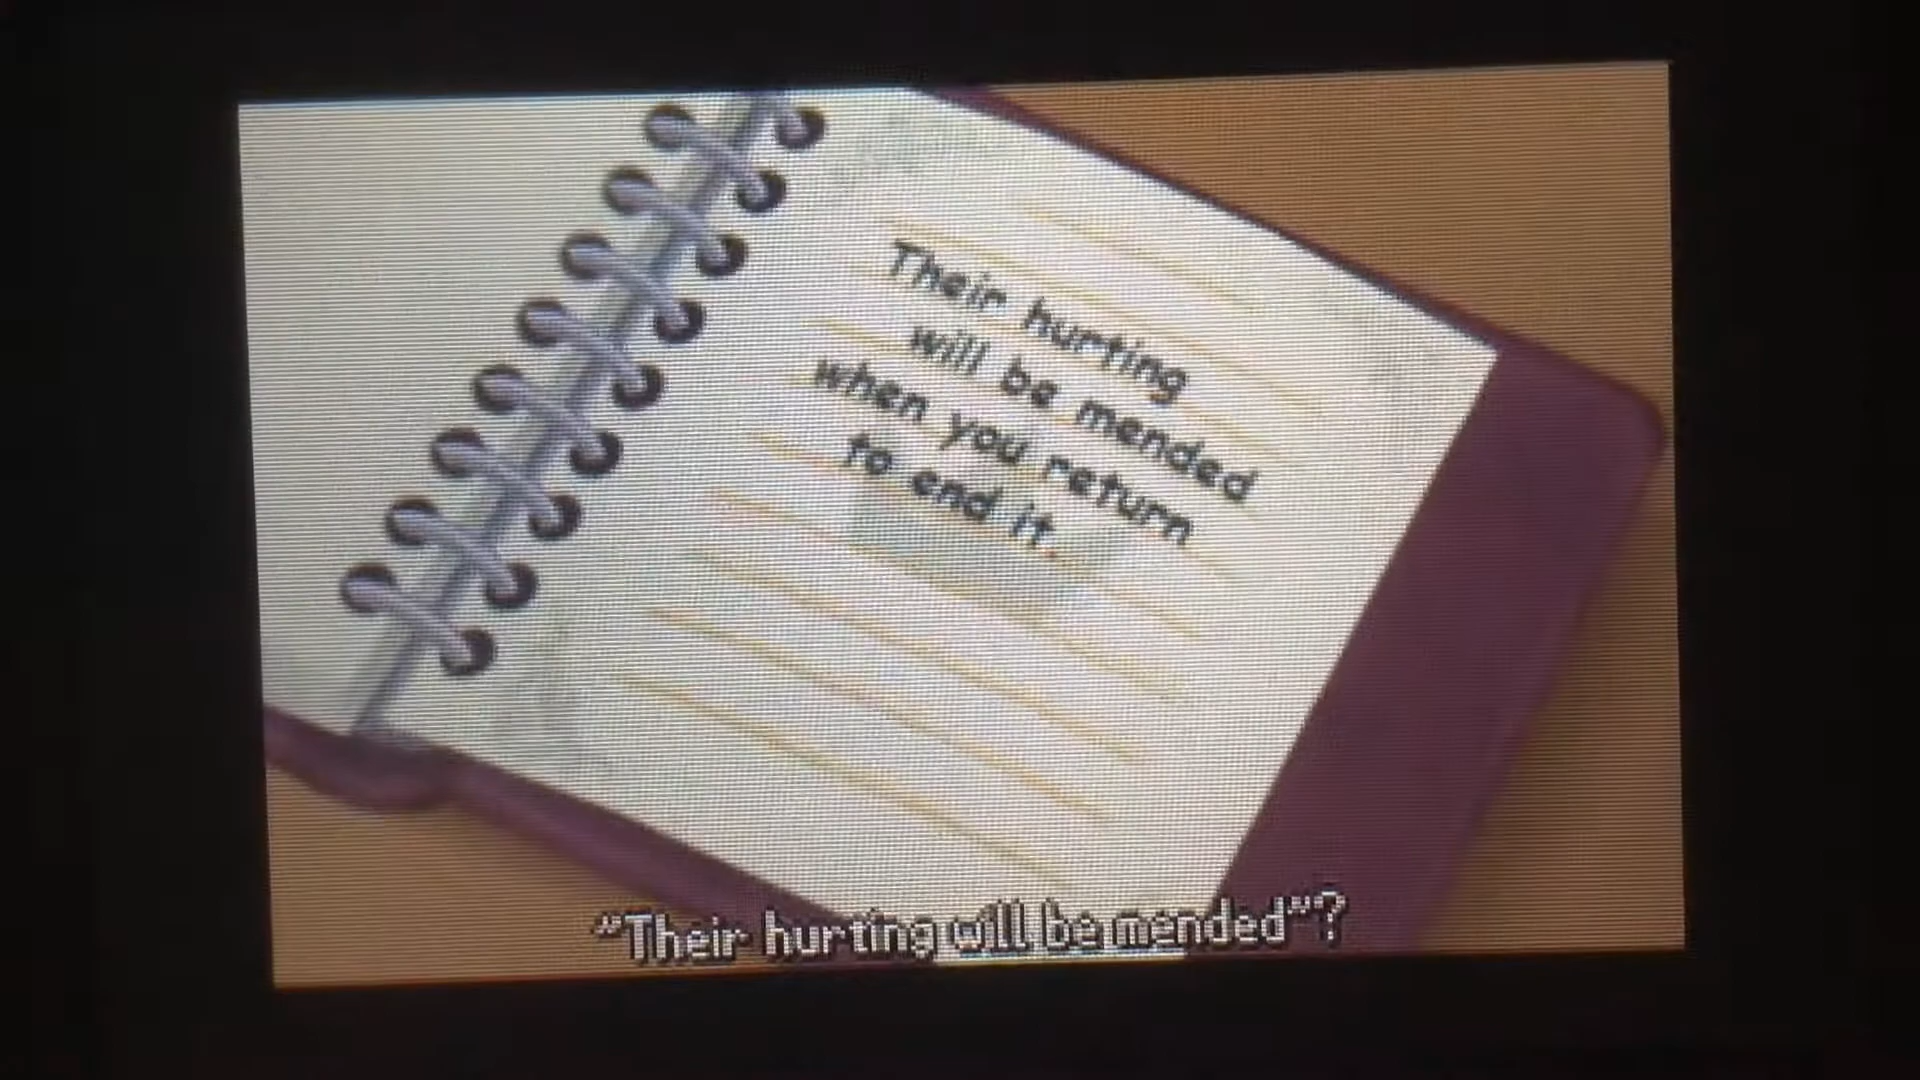 Their hurting
will be mended
when you return
to end it.
"Their hurting will be mended"?